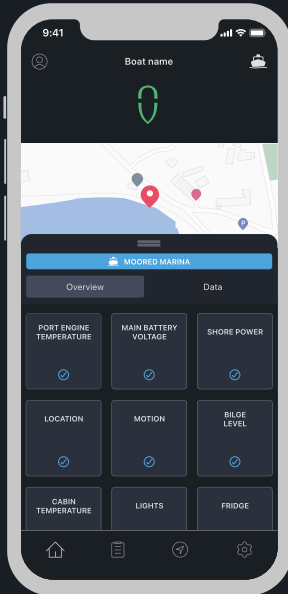 9:41
Boat name
P
MOORED MARINA
Overview
Data
PORT ENGINE
TEMPERATURE
MAIN BATTERY
VOLTAGE
SHORE POWER
LOCATION
MOTION
BILGE
LEVEL
CABIN
TEMPERATURE
LIGHTS
FRIDGE